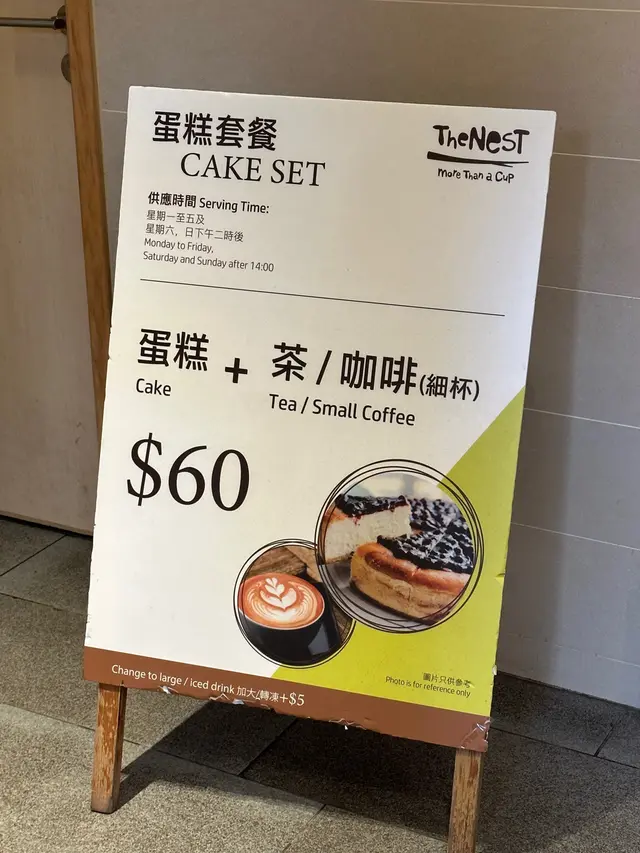 蛋糕套餐
CAKE SET
TheNesT
More Than a Cup
供應時間 Serving Time:
星期一至五及
星期六，日下午二時後
Monday to Friday,
Saturday and Sunday after 14:00
蛋糕 + 茶 / 咖啡(細杯)
Cake
Tea / Small Coffee
$60
圖片只供參考
Photo is for reference only
Change to large / iced drink 加大/轉凍+$5